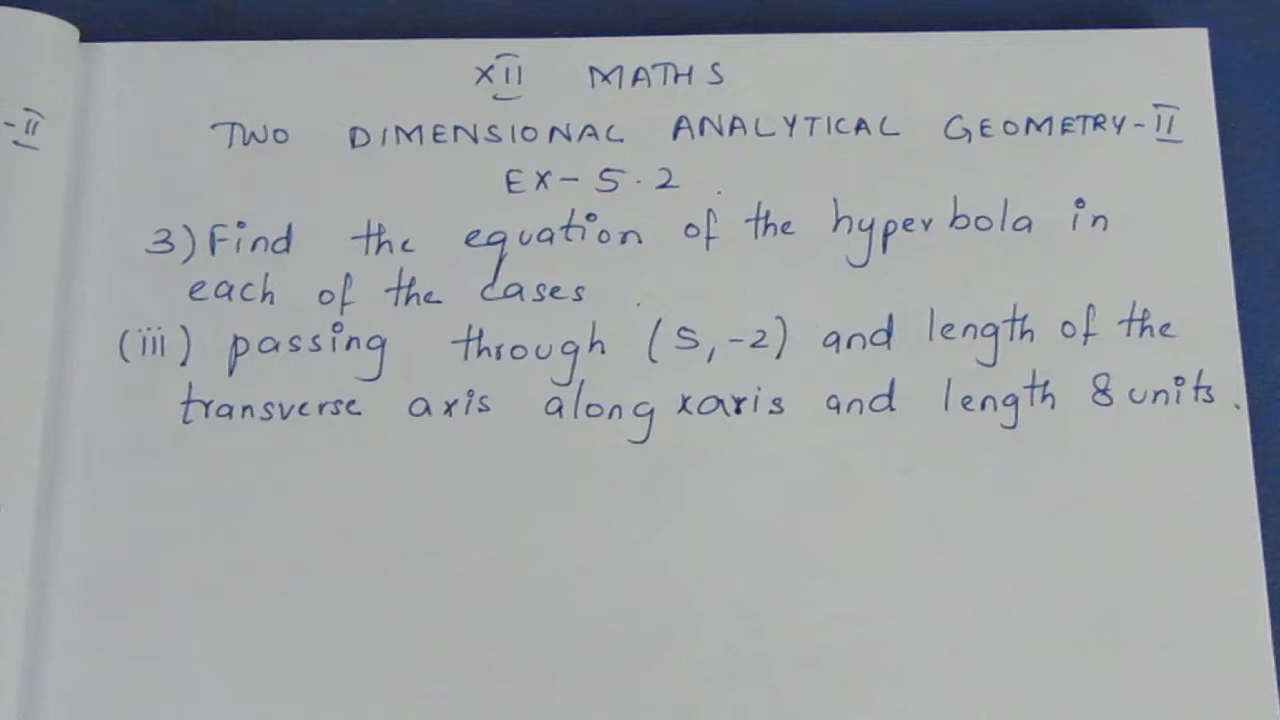 -II
XII MATHS
TWO DIMENSIONAL ANALYTICAL GEOMETRY-II
EX-5.2
3) Find the equation of the hyperbola in
each of the cases
(iii) passing through (5,-2) and length of the
transverse axis along xaxis and length 8 units.